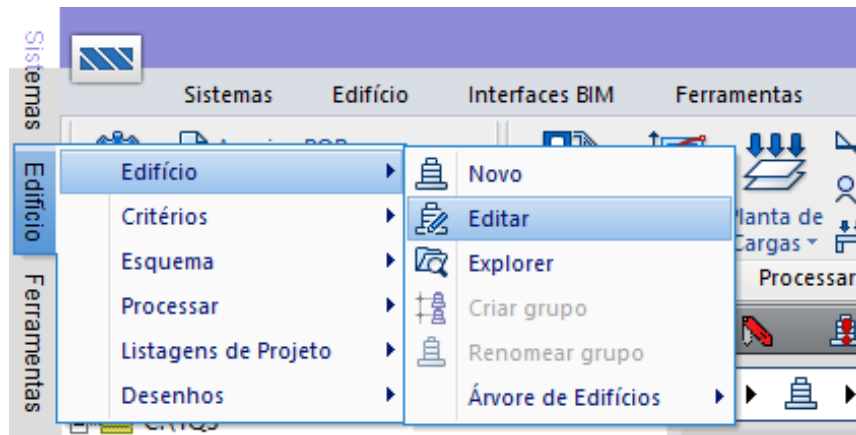 Sistemas
Edifício
Ferramentas
Sistemas Edifício Interfaces BIM Ferramentas
Edifício
Critérios
Esquema
Processar
Listagens de Projeto
Desenhos
Novo
Editar
Explorer
Criar grupo
Renomear grupo
Árvore de Edifícios
Planta de
Cargas
Processar
C:\TQS